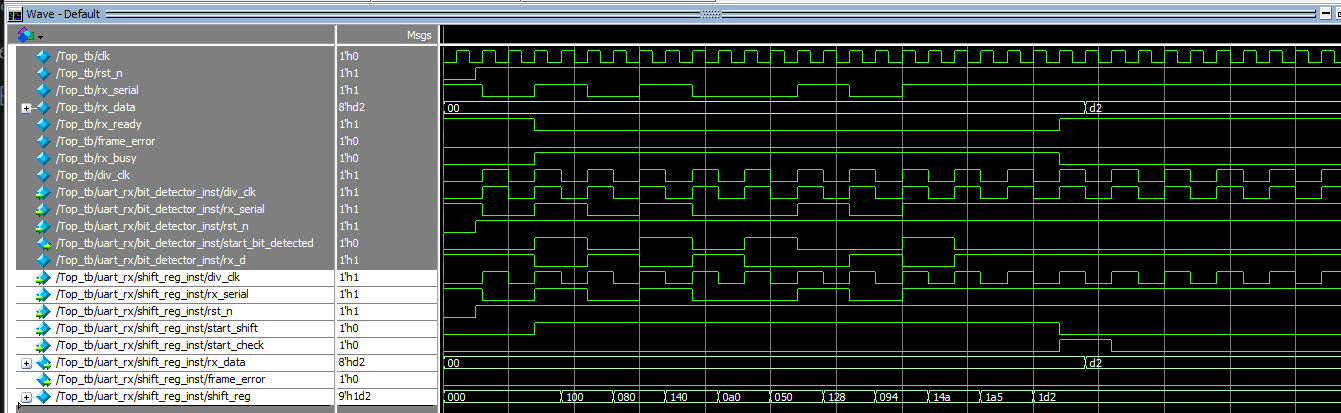 Wave - Default
Msgs
/Top_tb/clk 1'h0
/Top_tb/rst_n 1'h1
/Top_tb/rx_serial 1'h1
/Top_tb/rx_data 8'hd2 00 d2
/Top_tb/rx_ready 1'h1
/Top_tb/frame_error 1'h0
/Top_tb/rx_busy 1'h0
/Top_tb/div_clk 1'h1
/Top_tb/uart_rx/bit_detector_inst/div_clk 1'h1
/Top_tb/uart_rx/bit_detector_inst/rx_serial 1'h1
/Top_tb/uart_rx/bit_detector_inst/rst_n 1'h1
/Top_tb/uart_rx/bit_detector_inst/start_bit_detected 1'h0
/Top_tb/uart_rx/bit_detector_inst/rx_d 1'h1
/Top_tb/uart_rx/shift_reg_inst/div_clk 1'h1
/Top_tb/uart_rx/shift_reg_inst/rx_serial 1'h1
/Top_tb/uart_rx/shift_reg_inst/rst_n 1'h1
/Top_tb/uart_rx/shift_reg_inst/start_shift 1'h0
/Top_tb/uart_rx/shift_reg_inst/start_check 1'h0
/Top_tb/uart_rx/shift_reg_inst/rx_data 8'hd2 00 d2
/Top_tb/uart_rx/shift_reg_inst/frame_error 1'h0
/Top_tb/uart_rx/shift_reg_inst/shift_reg 9'h1d2 000 100 080 140 0a0 050 128 094 14a 1a5 1d2